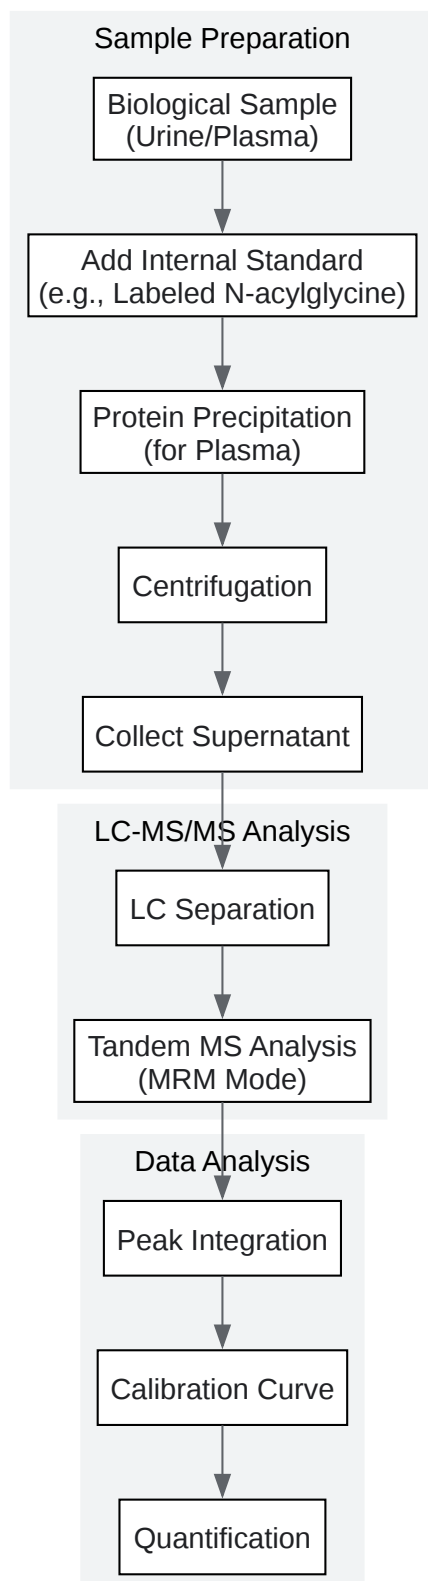 Sample Preparation
Biological Sample
(Urine/Plasma)
Add Internal Standard
(e.g., Labeled N-acylglycine)
Protein Precipitation
(for Plasma)
Centrifugation
Collect Supernatant
LC-MS/MS Analysis
LC Separation
Tandem MS Analysis
(MRM Mode)
Data Analysis
Peak Integration
Calibration Curve
Quantification